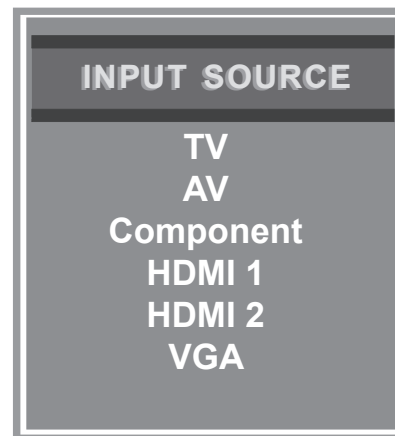 INPUT SOURCE
TV
AV
Component
HDMI 1
HDMI 2
VGA